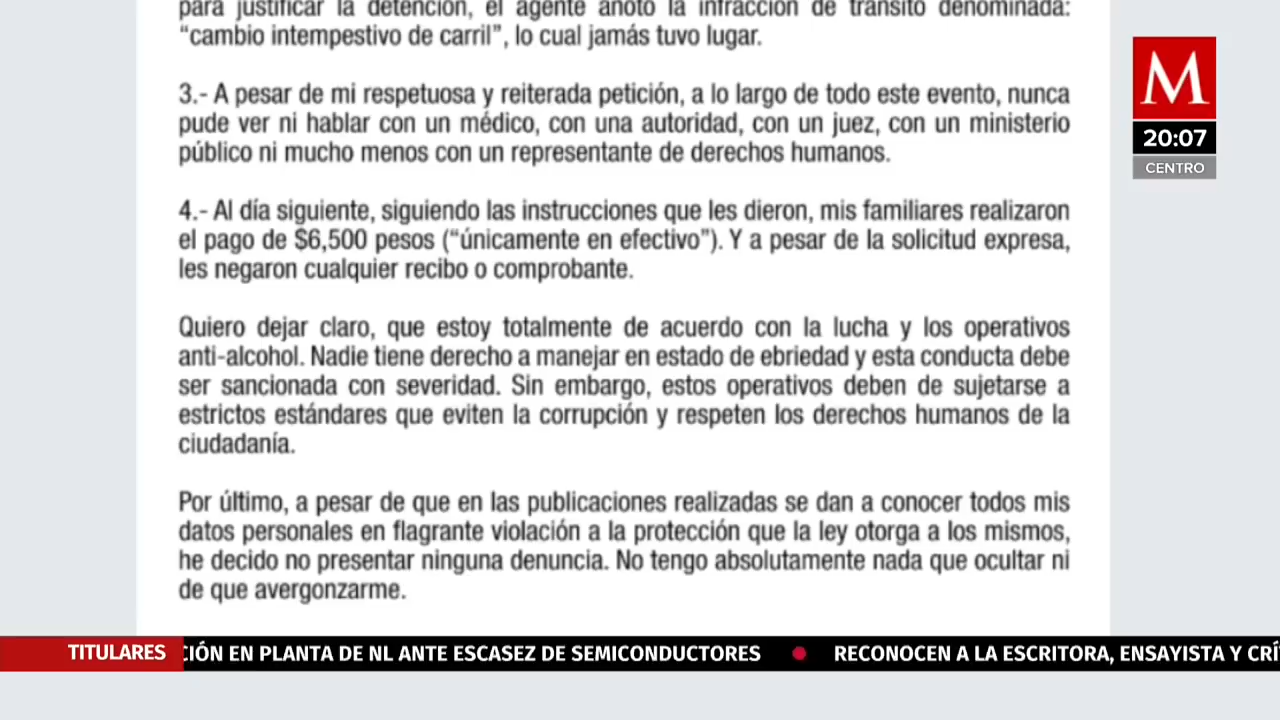 para justificar la detención, el agente anotó la infracción de tránsito denominada:
“cambio intempestivo de carril”, lo cual jamás tuvo lugar.
3.- A pesar de mi respetuosa y reiterada petición, a lo largo de todo este evento, nunca
pude ver ni hablar con un médico, con una autoridad, con un juez, con un ministerio
público ni mucho menos con un representante de derechos humanos.
4.- Al día siguiente, siguiendo las instrucciones que les dieron, mis familiares realizaron
el pago de $6,500 pesos (“únicamente en efectivo”). Y a pesar de la solicitud expresa,
les negaron cualquier recibo o comprobante.
Quiero dejar claro, que estoy totalmente de acuerdo con la lucha y los operativos
anti-alcohol. Nadie tiene derecho a manejar en estado de ebriedad y esta conducta debe
ser sancionada con severidad. Sin embargo, estos operativos deben de sujetarse a
estrictos estándares que eviten la corrupción y respeten los derechos humanos de la
ciudadanía.
Por último, a pesar de que en las publicaciones realizadas se dan a conocer todos mis
datos personales en flagrante violación a la protección que la ley otorga a los mismos,
he decido no presentar ninguna denuncia. No tengo absolutamente nada que ocultar ni
de que avergonzarme.
M
20:07
CENTRO
TITULARES
CIÓN EN PLANTA DE NL ANTE ESCASEZ DE SEMICONDUCTORES
RECONOCEN A LA ESCRITORA, ENSAYISTA Y CRÍ